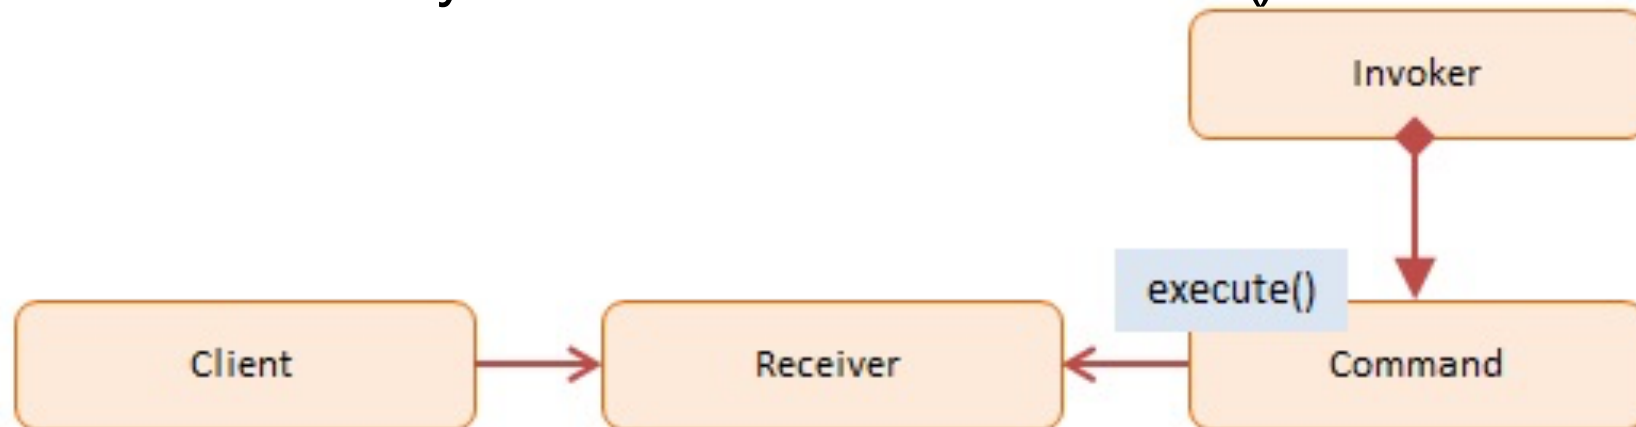 Invoker
execute()
Client
Receiver
Command